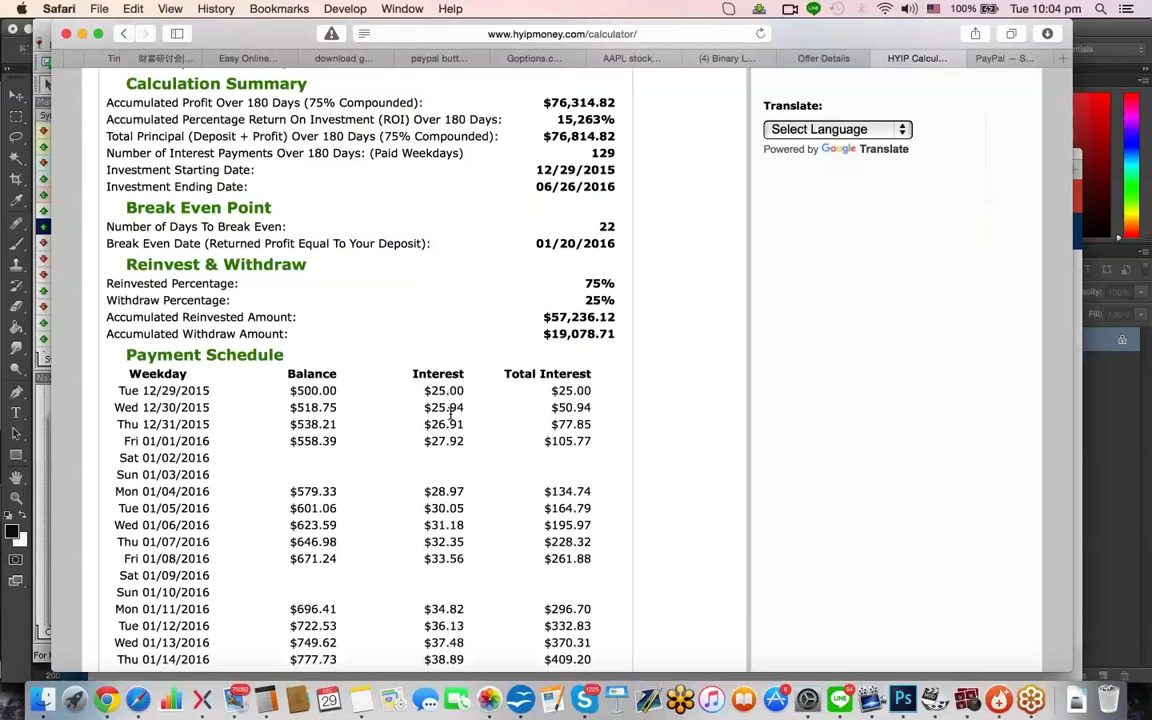 Safari File Edit View History Bookmarks Develop Window Help 100% Tue 10:04 pm
www.hyipmoney.com/calculator/
Tin 財富研讨会|... Easy Online... download g... paypal butt... Goptions.c... AAPL stock... (4) Binary L... Offer Details HYIP Calcul... PayPal — S...
Calculation Summary
Accumulated Profit Over 180 Days (75% Compounded): $76,314.82
Accumulated Percentage Return On Investment (ROI) Over 180 Days: 15,263%
Total Principal (Deposit + Profit) Over 180 Days (75% Compounded): $76,814.82
Number of Interest Payments Over 180 Days: (Paid Weekdays) 129
Investment Starting Date: 12/29/2015
Investment Ending Date: 06/26/2016
Break Even Point
Number of Days To Break Even: 22
Break Even Date (Returned Profit Equal To Your Deposit): 01/20/2016
Reinvest & Withdraw
Reinvested Percentage: 75%
Withdraw Percentage: 25%
Accumulated Reinvested Amount: $57,236.12
Accumulated Withdraw Amount: $19,078.71
Payment Schedule
Weekday Balance Interest Total Interest
Tue 12/29/2015 $500.00 $25.00 $25.00
Wed 12/30/2015 $518.75 $25.94 $50.94
Thu 12/31/2015 $538.21 $26.91 $77.85
Fri 01/01/2016 $558.39 $27.92 $105.77
Sat 01/02/2016
Sun 01/03/2016
Mon 01/04/2016 $579.33 $28.97 $134.74
Tue 01/05/2016 $601.06 $30.05 $164.79
Wed 01/06/2016 $623.59 $31.18 $195.97
Thu 01/07/2016 $646.98 $32.35 $228.32
Fri 01/08/2016 $671.24 $33.56 $261.88
Sat 01/09/2016
Sun 01/10/2016
Mon 01/11/2016 $696.41 $34.82 $296.70
Tue 01/12/2016 $722.53 $36.13 $332.83
Wed 01/13/2016 $749.62 $37.48 $370.31
Thu 01/14/2016 $777.73 $38.89 $409.20
Translate:
Select Language
Powered by Google Translate